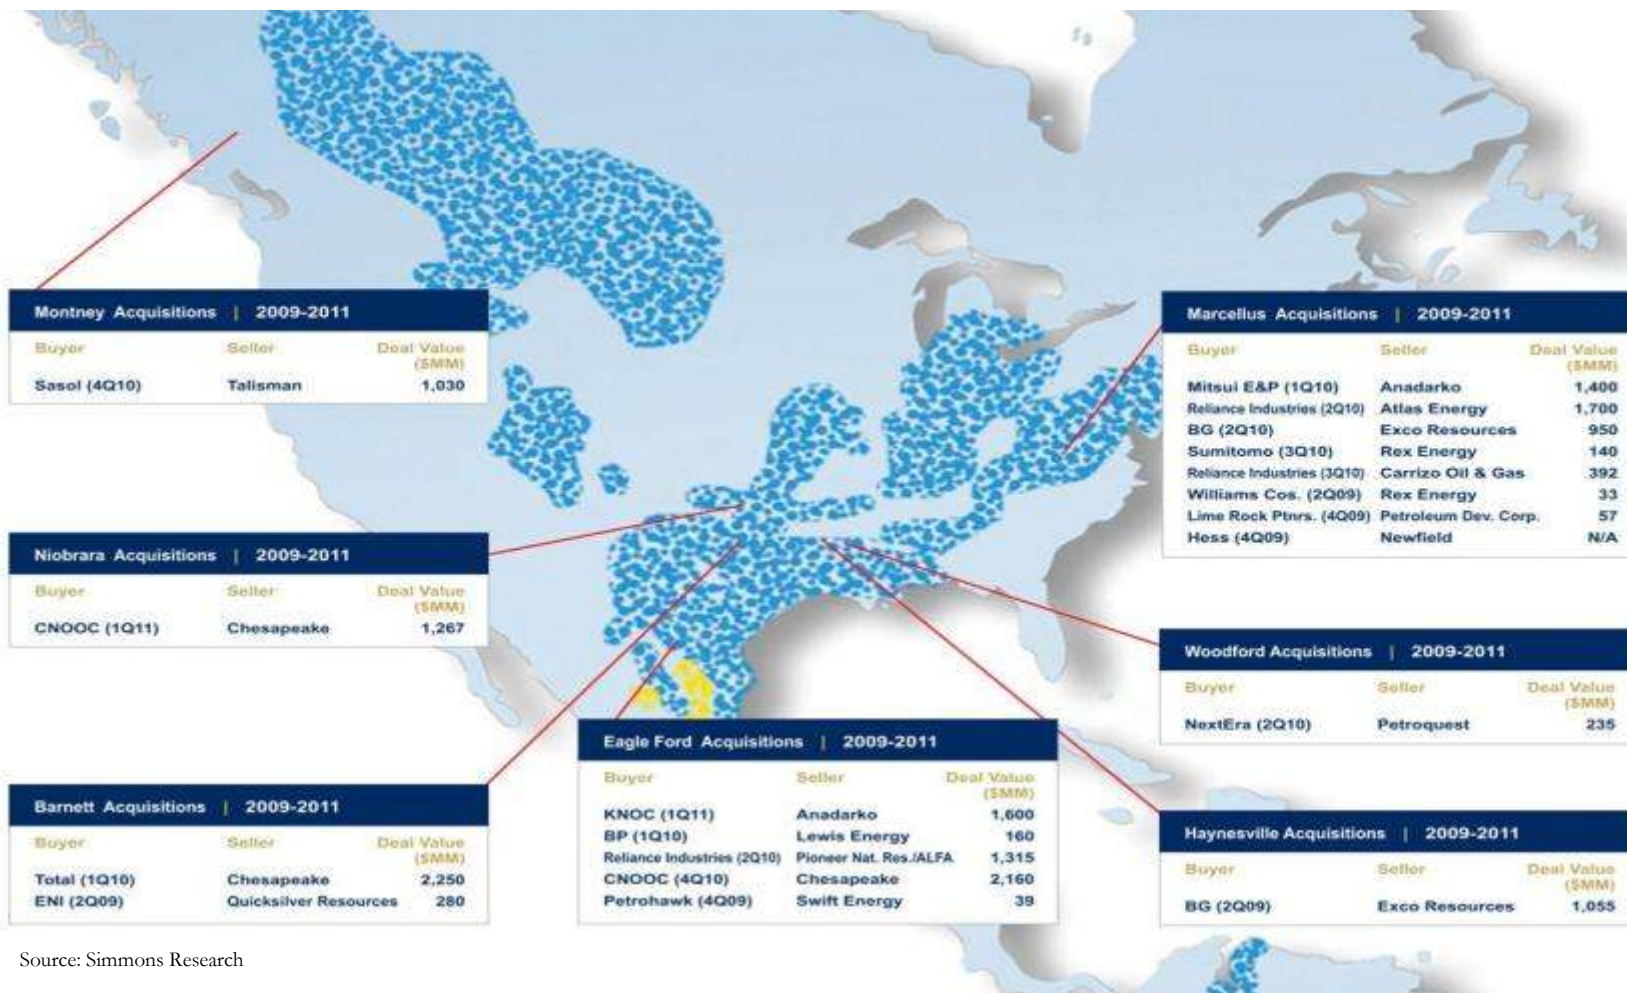 Montney Acquisitions | 2009-2011
Buyer Seller Deal Value
($MM)
Sasol (4Q10) Talisman 1,030
Marcellus Acquisitions | 2009-2011
Buyer Seller Deal Value
($MM)
Mitsui E&P (1Q10) Anadarko 1,400
Reliance Industries (2Q10) Atlas Energy 1,700
BG (2Q10) Exco Resources 950
Sumitomo (3Q10) Rex Energy 140
Reliance Industries (3Q10) Carrizo Oil & Gas 392
Williams Cos. (2Q09) Rex Energy 33
Lime Rock Ptnrs. (4Q09) Petroleum Dev. Corp. 57
Hess (4Q09) Newfield N/A
Niobrara Acquisitions | 2009-2011
Buyer Seller Deal Value
($MM)
CNOOC (1Q11) Chesapeake 1,267
Woodford Acquisitions | 2009-2011
Buyer Seller Deal Value
($MM)
NextEra (2Q10) Petroquest 235
Barnett Acquisitions | 2009-2011
Buyer Seller Deal Value
($MM)
Total (1Q10) Chesapeake 2,250
ENI (2Q09) Quicksilver Resources 280
Eagle Ford Acquisitions | 2009-2011
Buyer Seller Deal Value
($MM)
KNOC (1Q11) Anadarko 1,600
BP (1Q10) Lewis Energy 160
Reliance Industries (2Q10) Pioneer Nat. Res./ALFA 1,315
CNOOC (4Q10) Chesapeake 2,160
Petrohawk (4Q09) Swift Energy 39
Haynesville Acquisitions | 2009-2011
Buyer Seller Deal Value
($MM)
BG (2Q09) Exco Resources 1,055
Source: Simmons Research